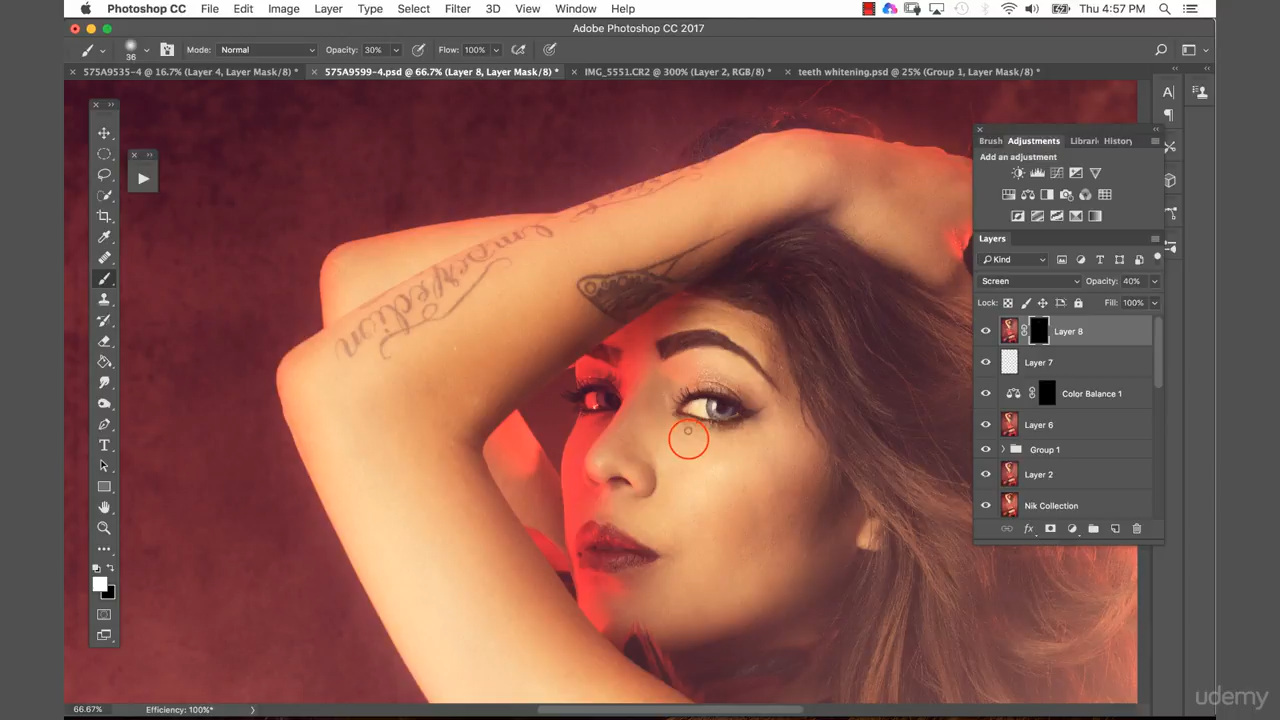 Photoshop CC File Edit Image Layer Type Select Filter 3D View Window Help Thu 4:57 PM
Adobe Photoshop CC 2017
36 Mode: Normal Opacity: 30% Flow: 100%
575A9535-4 @ 16.7% (Layer 4, Layer Mask/8) * 575A9599-4.psd @ 66.7% (Layer 8, Layer Mask/8) * IMG_5551.CR2 @ 300% (Layer 2, RGB/8) * teeth whitening.psd @ 25% (Group 1, Layer Mask/8) *
Brush Adjustments Librari History
Add an adjustment
Layers
Kind
Screen Opacity: 40%
Lock: Fill: 100%
Layer 8
Layer 7
Color Balance 1
Layer 6
Group 1
Layer 2
Nik Collection
imperfection
66.67% Efficiency: 100%*
udemy